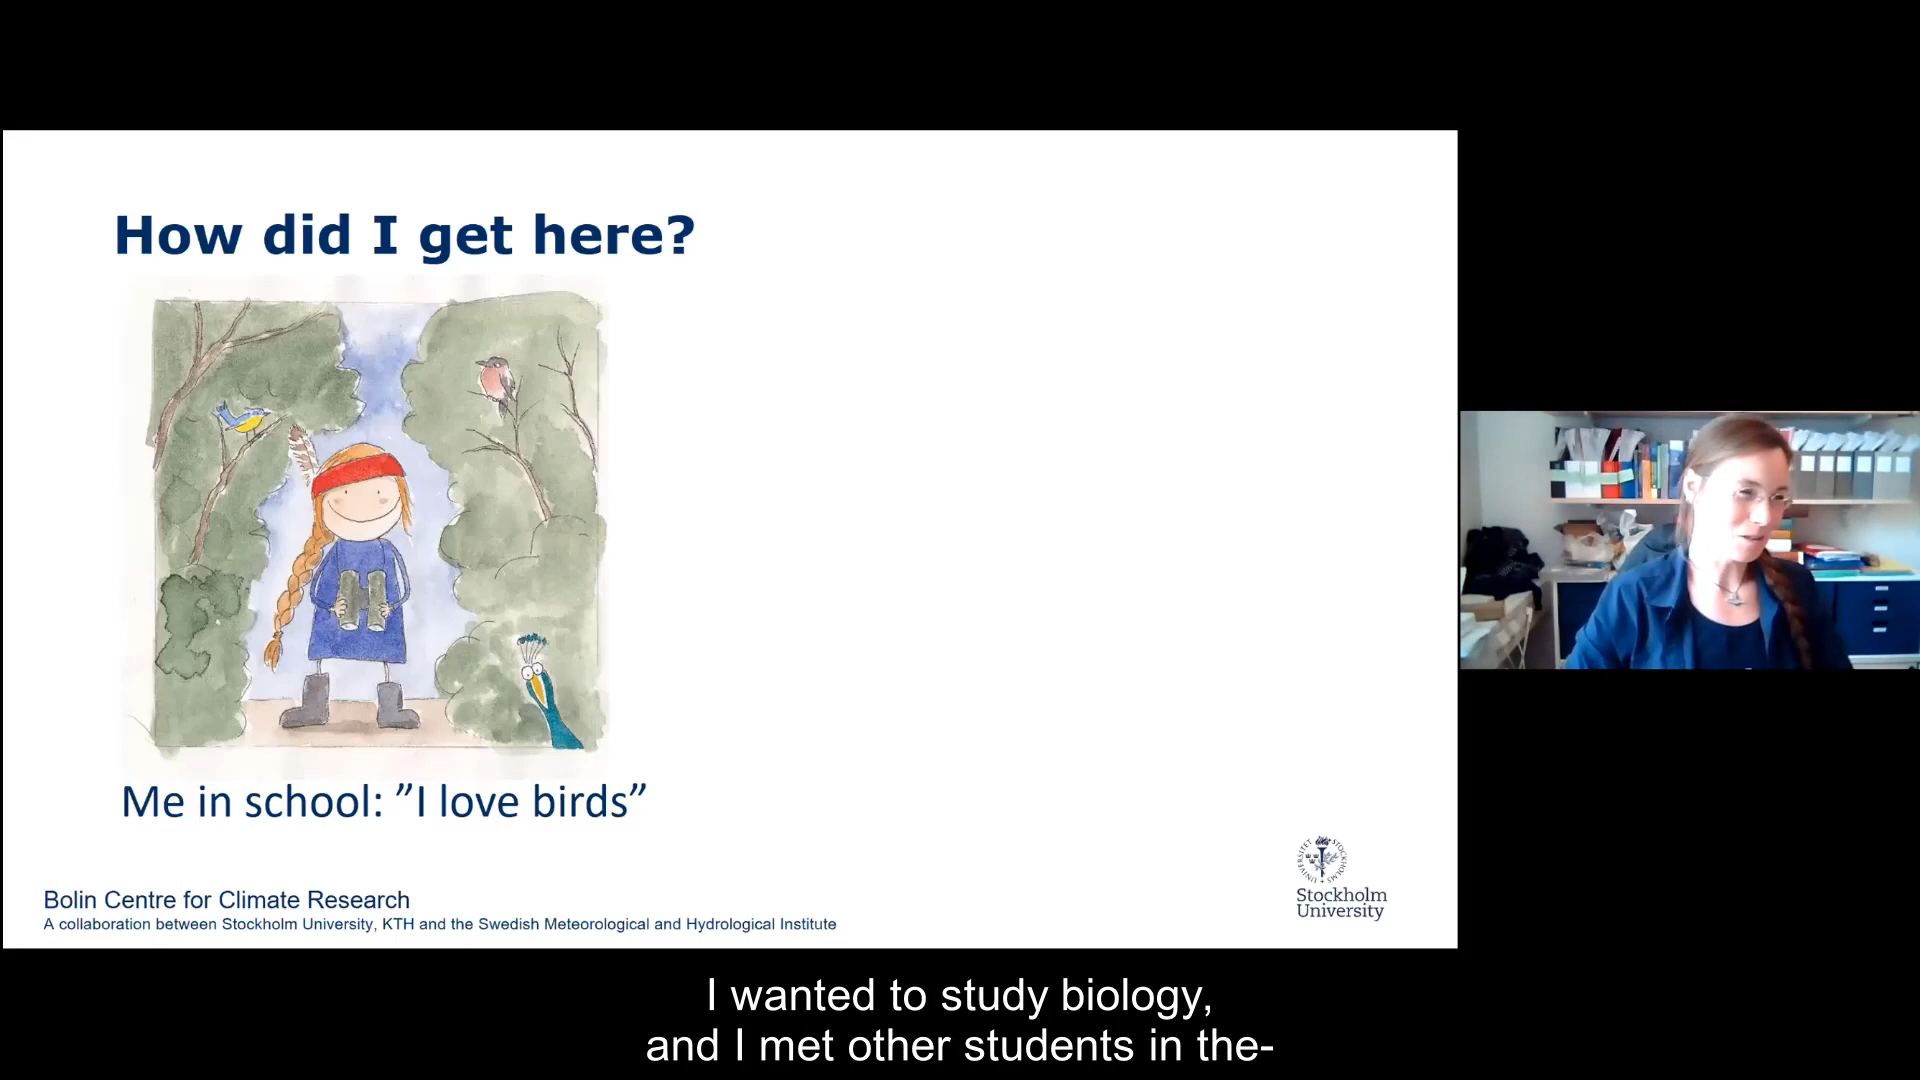 How did I get here?
Me in school: ”I love birds”
Bolin Centre for Climate Research
A collaboration between Stockholm University, KTH and the Swedish Meteorological and Hydrological Institute
Stockholm
University
I wanted to study biology,
and I met other students in the-